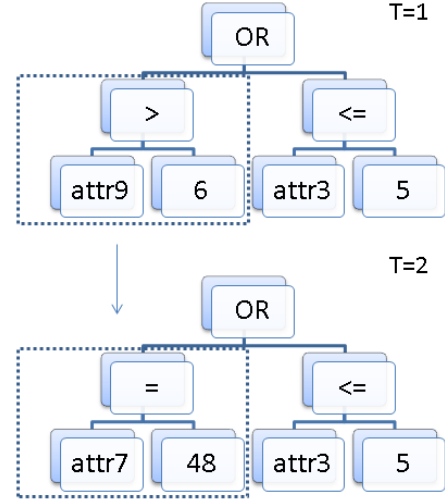 T=1
OR
> <=
attr9 6 attr3 5
T=2
OR
= <=
attr7 48 attr3 5